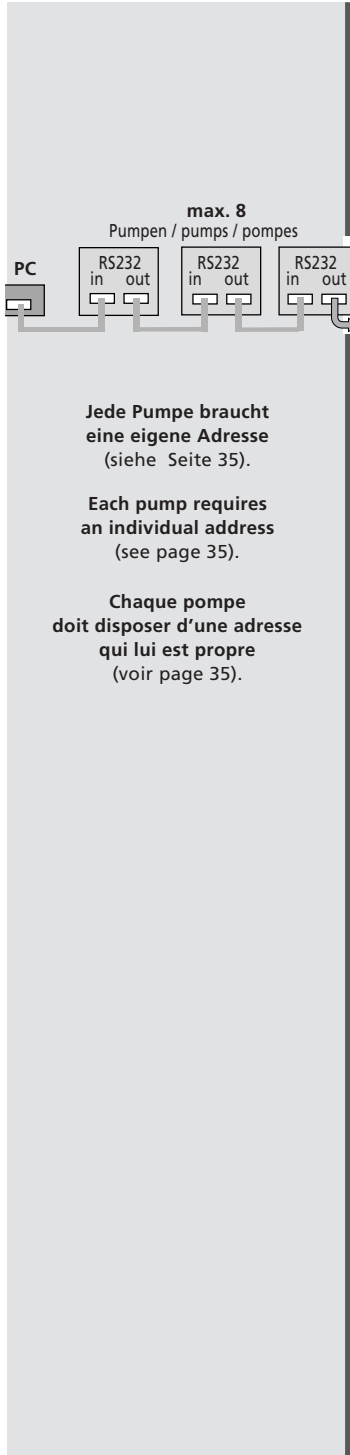 max. 8
Pumpen / pumps / pompes
PC
RS232
in out
RS232
in out
RS232
in out
Jede Pumpe braucht
eine eigene Adresse
(siehe Seite 35).
Each pump requires
an individual address
(see page 35).
Chaque pompe
doit disposer d’une adresse
qui lui est propre
(voir page 35).